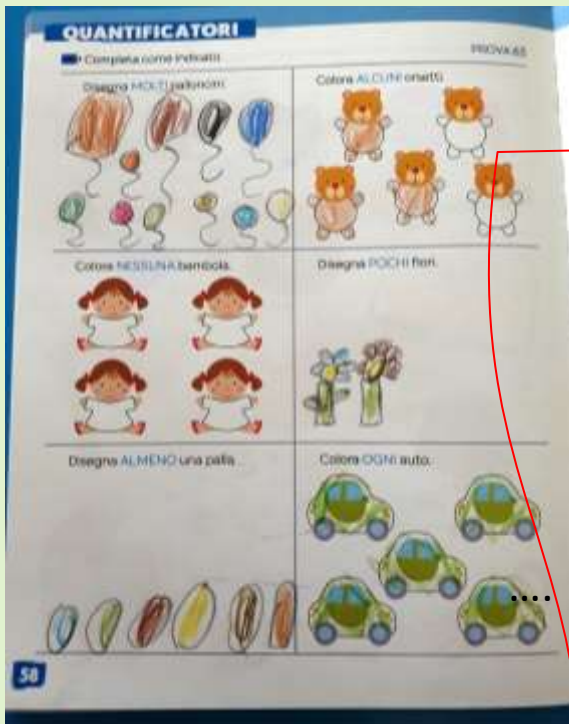 QUANTIFICATORI
Completa come indicato.
PROVA 63
Disegna MOLTI palloncini.
Colora ALCUNI orsetti.
Colora NESSUNA bambola.
Disegna POCHI fiori.
Disegna ALMENO una palla.
Colora OGNI auto.
....
58